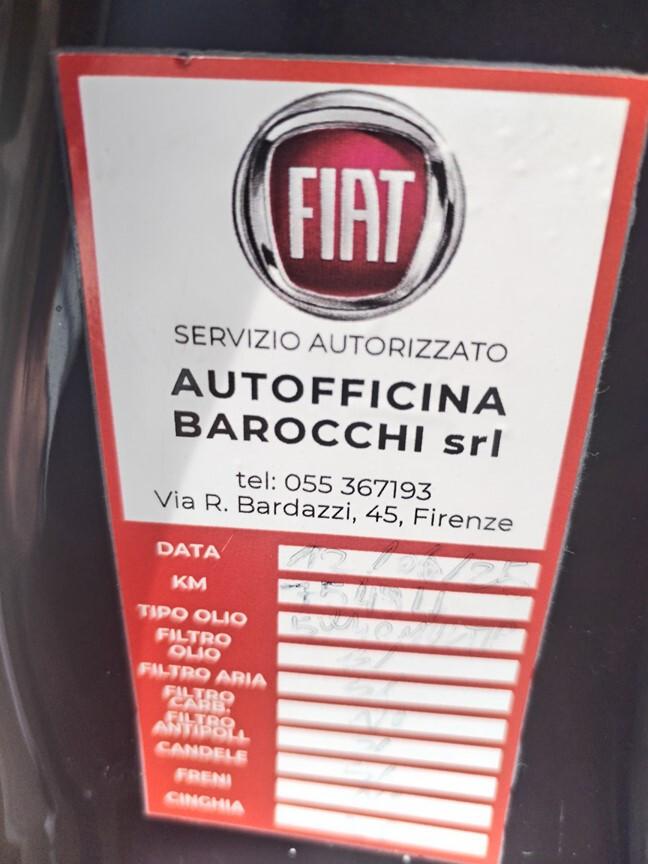 FIAT
SERVIZIO AUTORIZZATO
AUTOFFICINA
BAROCCHI srl
tel: 055 367193
Via R. Bardazzi, 45, Firenze
DATA
KM
TIPO OLIO
FILTRO
OLIO
FILTRO ARIA
FILTRO
CARB.
FILTRO
ANTIPOLL
CANDELE
FRENI
CINGHIA